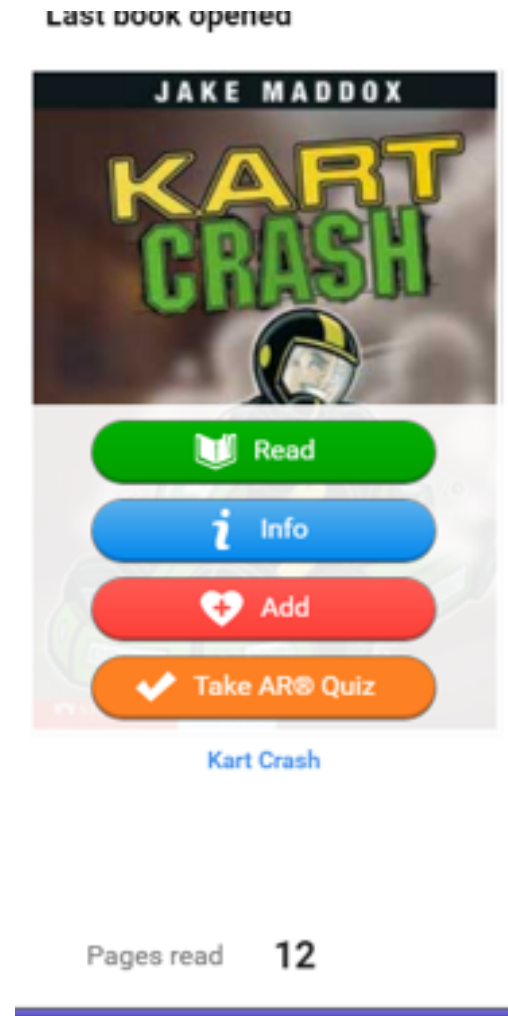 Last book opened
JAKE MADDOX
KART
CRASH
Read
Info
Add
Take AR® Quiz
Kart Crash
Pages read 12